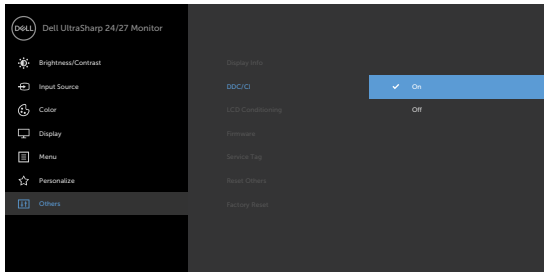 DELL Dell UltraSharp 24/27 Monitor
Brightness/Contrast
Input Source
Color
Display
Menu
Personalize
Others
Display Info
DDC/CI
LCD Conditioning
Firmware
Service Tag
Reset Others
Factory Reset
On
Off